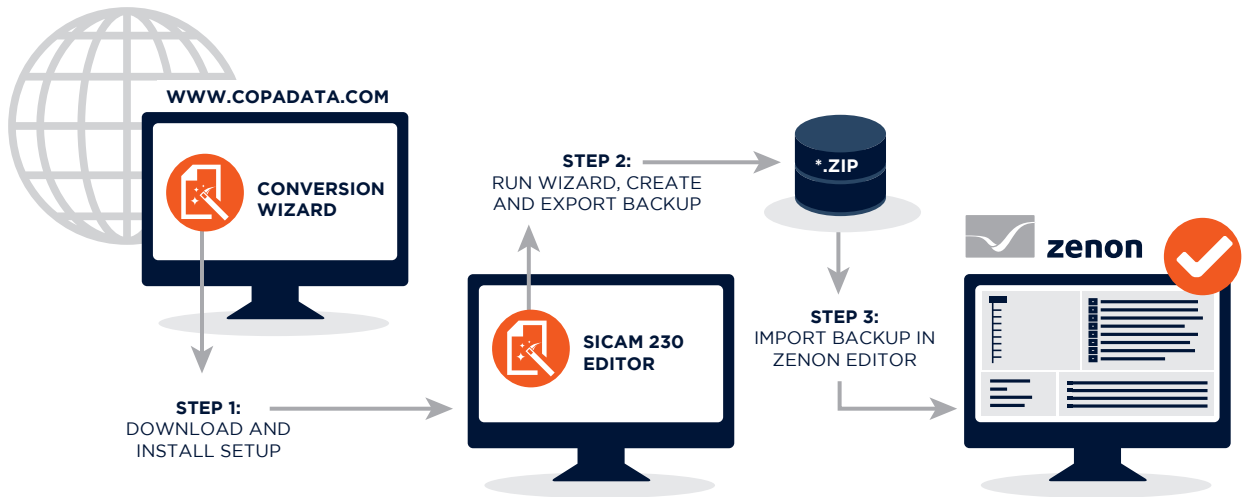 WWW.COPADATA.COM
CONVERSION
WIZARD
STEP 1:
DOWNLOAD AND
INSTALL SETUP
SICAM 230
EDITOR
STEP 2:
RUN WIZARD, CREATE
AND EXPORT BACKUP
*.ZIP
STEP 3:
IMPORT BACKUP IN
ZENON EDITOR
zenon